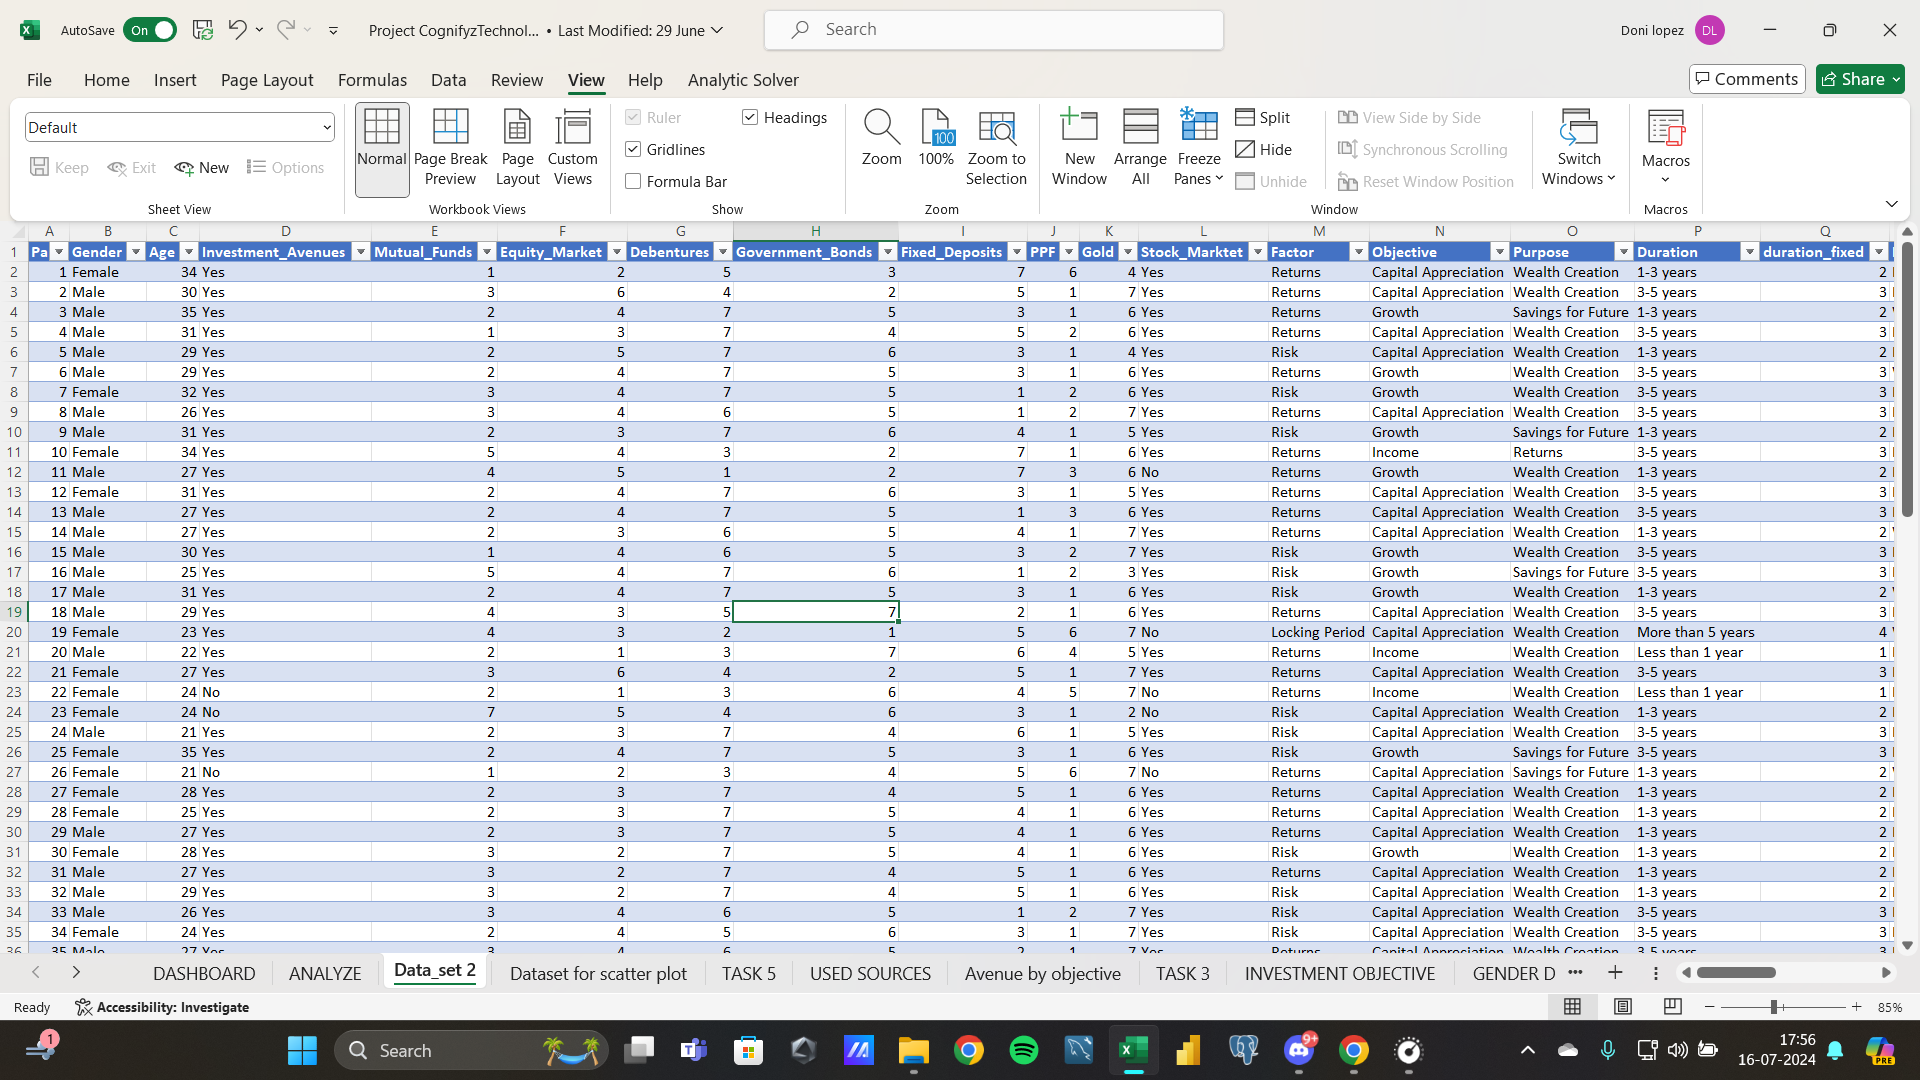 AutoSave On Project CognifyzTechnol... • Last Modified: 29 June Search Doni lopez DL
File Home Insert Page Layout Formulas Data Review View Help Analytic Solver Comments Share
Default
Keep Exit New Options
Sheet View
Normal Page Break Preview Page Layout Custom Views
Workbook Views
Ruler Headings
Gridlines
Formula Bar
Show
Zoom 100 100% Zoom to Selection
Zoom
New Window Arrange All Freeze Panes
Split View Side by Side
Hide Synchronous Scrolling
Unhide Reset Window Position
Switch Windows
Window
Macros
Macros
A B C D E F G H I J K L M N O P Q
1 Pa Gender Age Investment_Avenues Mutual_Funds Equity_Market Debentures Government_Bonds Fixed_Deposits PPF Gold Stock_Marktet Factor Objective Purpose Duration duration_fixed
2 1 Female 34 Yes 1 2 5 3 7 6 4 Yes Returns Capital Appreciation Wealth Creation 1-3 years 2
3 2 Male 30 Yes 3 6 4 2 5 1 7 Yes Returns Capital Appreciation Wealth Creation 3-5 years 3
4 3 Male 35 Yes 2 4 7 5 3 1 6 Yes Returns Growth Savings for Future 1-3 years 2
5 4 Male 31 Yes 1 3 7 4 5 2 6 Yes Returns Capital Appreciation Wealth Creation 3-5 years 3
6 5 Male 29 Yes 2 5 7 6 3 1 4 Yes Risk Capital Appreciation Wealth Creation 1-3 years 2
7 6 Male 29 Yes 2 4 7 5 3 1 6 Yes Returns Growth Wealth Creation 3-5 years 3
8 7 Female 32 Yes 3 4 7 5 1 2 6 Yes Risk Growth Wealth Creation 3-5 years 3
9 8 Male 26 Yes 3 4 6 5 1 2 7 Yes Returns Capital Appreciation Wealth Creation 3-5 years 3
10 9 Male 31 Yes 2 3 7 6 4 1 5 Yes Risk Growth Savings for Future 1-3 years 2
11 10 Female 34 Yes 5 4 3 2 7 1 6 Yes Returns Income Returns 3-5 years 3
12 11 Male 27 Yes 4 5 1 2 7 3 6 No Returns Growth Wealth Creation 1-3 years 2
13 12 Female 31 Yes 2 4 7 6 3 1 5 Yes Returns Capital Appreciation Wealth Creation 3-5 years 3
14 13 Male 27 Yes 2 4 7 5 1 3 6 Yes Returns Capital Appreciation Wealth Creation 3-5 years 3
15 14 Male 27 Yes 2 3 6 5 4 1 7 Yes Returns Capital Appreciation Wealth Creation 1-3 years 2
16 15 Male 30 Yes 1 4 6 5 3 2 7 Yes Risk Growth Wealth Creation 3-5 years 3
17 16 Male 25 Yes 5 4 7 6 1 2 3 Yes Risk Growth Savings for Future 3-5 years 3
18 17 Male 31 Yes 2 4 7 5 3 1 6 Yes Risk Growth Wealth Creation 1-3 years 2
19 18 Male 29 Yes 4 3 5 7 2 1 6 Yes Returns Capital Appreciation Wealth Creation 3-5 years 3
20 19 Female 23 Yes 4 3 2 1 5 6 7 No Locking Period Capital Appreciation Wealth Creation More than 5 years 4
21 20 Male 22 Yes 2 1 3 7 6 4 5 Yes Returns Income Wealth Creation Less than 1 year 1
22 21 Female 27 Yes 3 6 4 2 5 1 7 Yes Returns Capital Appreciation Wealth Creation 3-5 years 3
23 22 Female 24 No 2 1 3 6 4 5 7 No Returns Income Wealth Creation Less than 1 year 1
24 23 Female 24 No 7 5 4 6 3 1 2 No Risk Capital Appreciation Wealth Creation 1-3 years 2
25 24 Male 21 Yes 2 3 7 4 6 1 5 Yes Risk Capital Appreciation Wealth Creation 3-5 years 3
26 25 Female 35 Yes 2 4 7 5 3 1 6 Yes Risk Growth Savings for Future 3-5 years 3
27 26 Female 21 No 1 2 3 4 5 6 7 No Returns Capital Appreciation Savings for Future 1-3 years 2
28 27 Female 28 Yes 2 3 7 4 5 1 6 Yes Returns Capital Appreciation Wealth Creation 1-3 years 2
29 28 Female 25 Yes 2 3 7 5 4 1 6 Yes Returns Capital Appreciation Wealth Creation 1-3 years 2
30 29 Male 27 Yes 2 3 7 5 4 1 6 Yes Returns Capital Appreciation Wealth Creation 1-3 years 2
31 30 Female 28 Yes 3 2 7 5 4 1 6 Yes Risk Growth Wealth Creation 1-3 years 2
32 31 Male 27 Yes 3 2 7 4 5 1 6 Yes Returns Capital Appreciation Wealth Creation 1-3 years 2
33 32 Male 29 Yes 3 2 7 4 5 1 6 Yes Risk Capital Appreciation Wealth Creation 1-3 years 2
34 33 Male 26 Yes 3 4 6 5 1 2 7 Yes Risk Capital Appreciation Wealth Creation 3-5 years 3
35 34 Female 24 Yes 2 4 5 6 3 1 7 Yes Risk Capital Appreciation Wealth Creation 3-5 years 3
36 35 Male 27 Yes 3 4 6 5 2 1 7 Yes Returns Capital Appreciation Wealth Creation 3-5 years 3
DASHBOARD ANALYZE Data_set 2 Dataset for scatter plot TASK 5 USED SOURCES Avenue by objective TASK 3 INVESTMENT OBJECTIVE GENDER D ...
Ready Accessibility: Investigate 85%
1 Search 9+ 17:56
16-07-2024 PRE